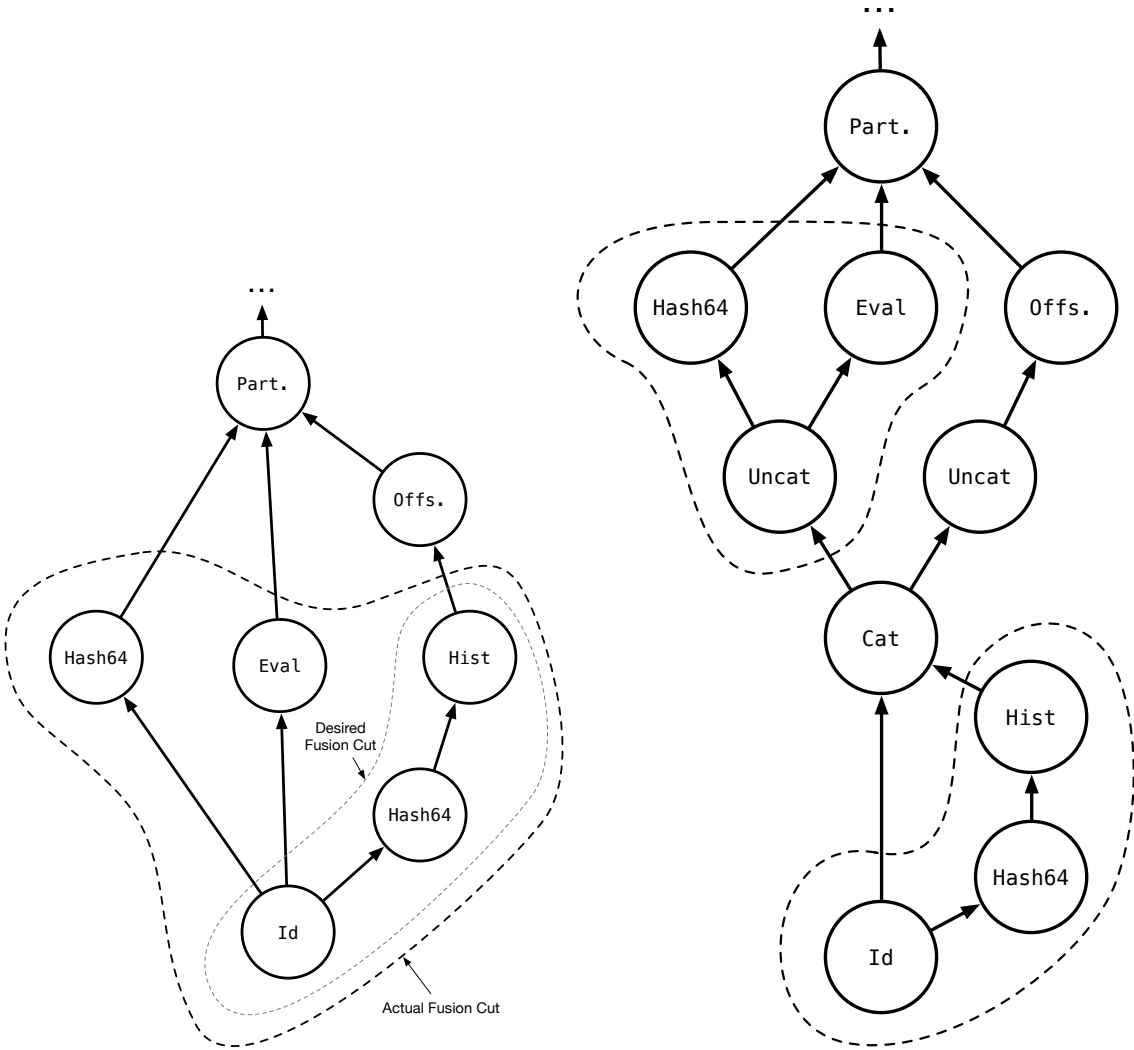 ...
Part.
Offs.
Hash64
Eval
Hist
Desired
Fusion Cut
Hash64
Id
Actual Fusion Cut
...
Part.
Hash64
Eval
Offs.
Uncat
Uncat
Cat
Hist
Hash64
Id